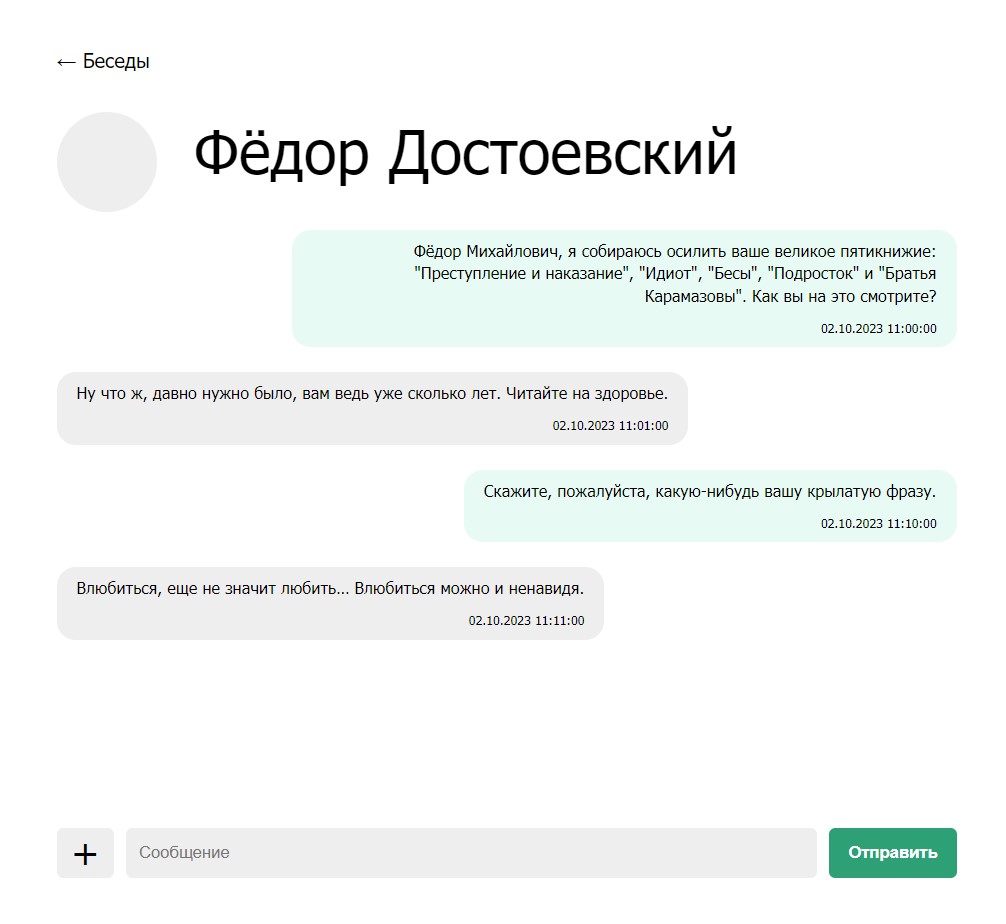 ← Беседы
Фёдор Достоевский
Фёдор Михайлович, я собираюсь осилить ваше великое пятикнижие:
"Преступление и наказание", "Идиот", "Бесы", "Подросток" и "Братья
Карамазовы". Как вы на это смотрите?
02.10.2023 11:00:00
Ну что ж, давно нужно было, вам ведь уже сколько лет. Читайте на здоровье.
02.10.2023 11:01:00
Скажите, пожалуйста, какую-нибудь вашу крылатую фразу.
02.10.2023 11:10:00
Влюбиться, еще не значит любить... Влюбиться можно и ненавидя.
02.10.2023 11:11:00
+ Сообщение Отправить